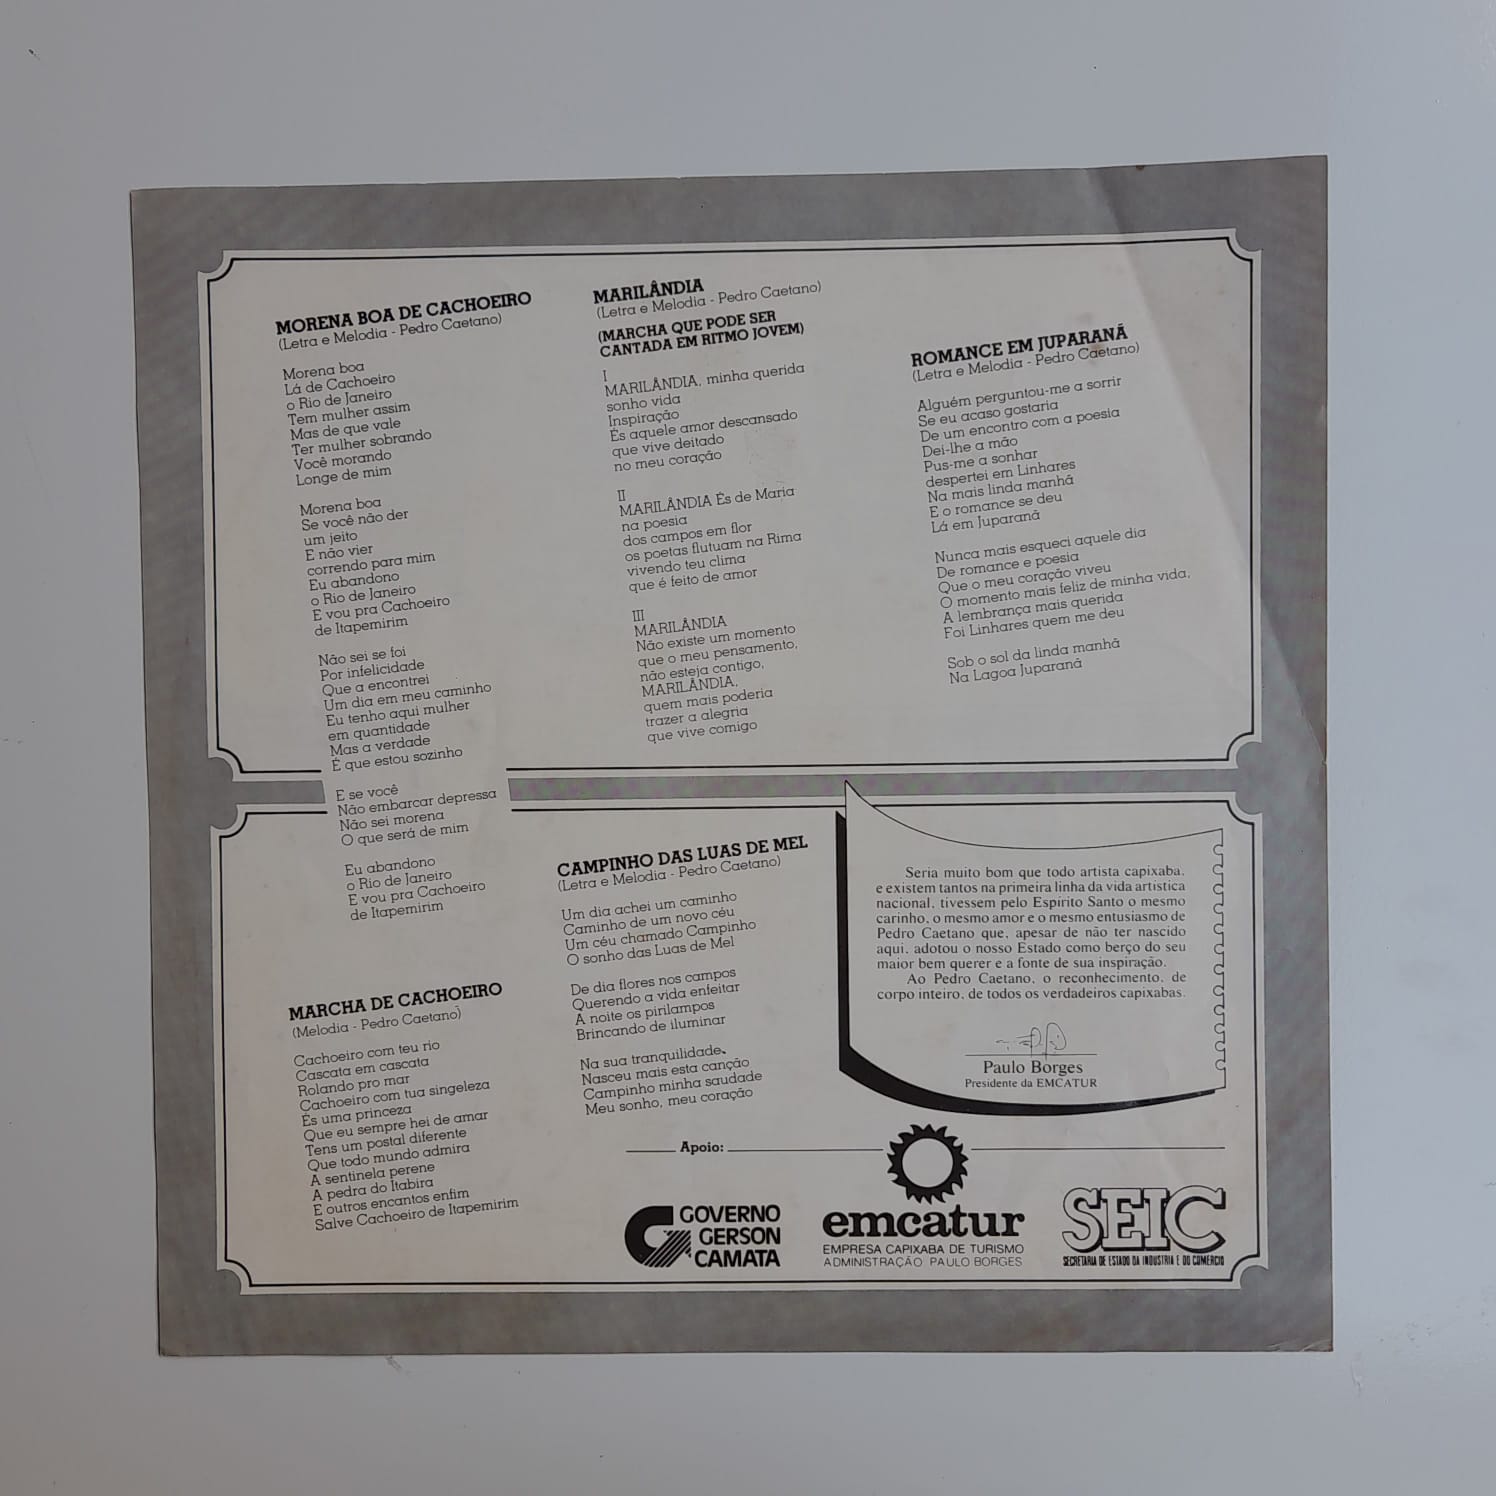 MORENA BOA DE CACHOEIRO
(Letra e Melodia - Pedro Caetano)
Morena boa
Lá de Cachoeiro
o Rio de Janeiro
Tem mulher assim
Mas de que vale
Ter mulher sobrando
Você morando
Longe de mim
Morena boa
Se você não der
um jeito
E não vier
correndo para mim
Eu abandono
o Rio de Janeiro
E vou pra Cachoeiro
de Itapemirim
Não sei se foi
Por infelicidade
Que a encontrei
Um dia em meu caminho
Eu tenho aqui mulher
em quantidade
Mas a verdade
É que estou sozinho
E se você
Não embarcar depressa
Não sei morena
O que será de mim
Eu abandono
o Rio de Janeiro
E vou pra Cachoeiro
de Itapemirim
MARCHA DE CACHOEIRO
(Melodia - Pedro Caetano)
Cachoeiro com teu rio
Cascata em cascata
Rolando pro mar
Cachoeiro com tua singeleza
És uma princeza
Que eu sempre hei de amar
Tens um postal diferente
Que todo mundo admira
A sentinela perene
A pedra do Itabira
E outros encantos enfim
Salve Cachoeiro de Itapemirim
MARILÂNDIA
(Letra e Melodia - Pedro Caetano)
(MARCHA QUE PODE SER
CANTADA EM RITMO JOVEM)
I
MARILÂNDIA, minha querida
sonho vida
Inspiração
És aquele amor descansado
que vive deitado
no meu coração
II
MARILÂNDIA És de Maria
na poesia
dos campos em flor
os poetas flutuam na Rima
vivendo teu clima
que é feito de amor
III
MARILÂNDIA
Não existe um momento
que o meu pensamento,
não esteja contigo,
MARILÂNDIA,
quem mais poderia
trazer a alegria
que vive comigo
ROMANCE EM JUPARANÃ
(Letra e Melodia - Pedro Caetano)
Alguém perguntou-me a sorrir
Se eu acaso gostaria
De um encontro com a poesia
Dei-lhe a mão
Pus-me a sonhar
despertei em Linhares
Na mais linda manhã
E o romance se deu
Lá em Juparanã
Nunca mais esqueci aquele dia
De romance e poesia
Que o meu coração viveu
O momento mais feliz de minha vida,
A lembrança mais querida
Foi Linhares quem me deu
Sob o sol da linda manhã
Na Lagoa Juparanã
CAMPINHO DAS LUAS DE MEL
(Letra e Melodia - Pedro Caetano)
Um dia achei um caminho
Caminho de um novo céu
Um céu chamado Campinho
O sonho das Luas de Mel
De dia flores nos campos
Querendo a vida enfeitar
A noite os pirilampos
Brincando de iluminar
Na sua tranquilidade
Nasceu mais esta canção
Campinho minha saudade
Meu sonho, meu coração
Seria muito bom que todo artista capixaba,
e existem tantos na primeira linha da vida artística
nacional, tivessem pelo Espírito Santo o mesmo
carinho, o mesmo amor e o mesmo entusiasmo de
Pedro Caetano que, apesar de não ter nascido
aqui, adotou o nosso Estado como berço do seu
maior bem querer e a fonte de sua inspiração.
Ao Pedro Caetano, o reconhecimento, de
corpo inteiro, de todos os verdadeiros capixabas.
Paulo Borges
Presidente da EMCATUR
Apoio:
GOVERNO
GERSON
CAMATA
emcatur
EMPRESA CAPIXABA DE TURISMO
ADMINISTRAÇÃO PAULO BORGES
SEIC
SECRETARIA DE ESTADO DA INDUSTRIA E DO COMERCIO